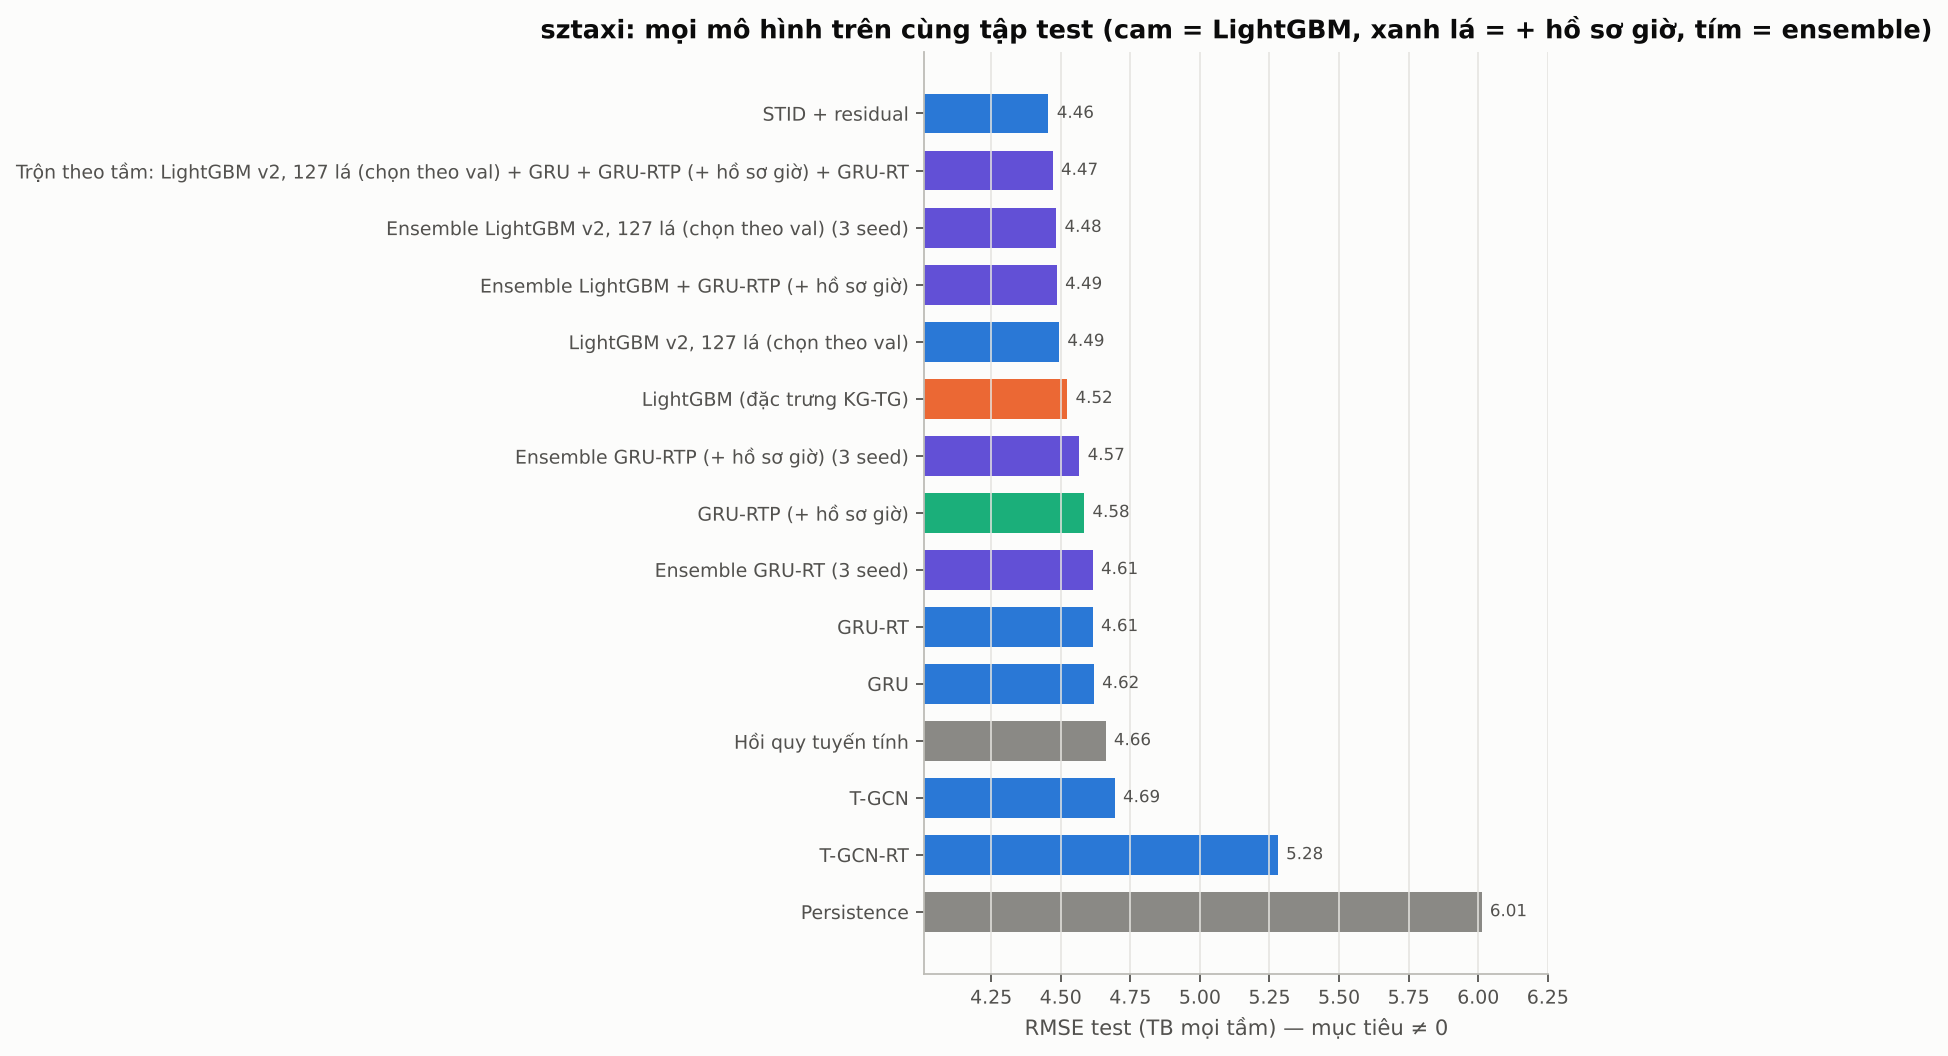 sztaxi: mọi mô hình trên cùng tập test (cam = LightGBM, xanh lá = + hồ sơ giờ, tím = ensemble)
STID + residual 4.46
Trộn theo tầm: LightGBM v2, 127 lá (chọn theo val) + GRU + GRU-RTP (+ hồ sơ giờ) + GRU-RT 4.47
Ensemble LightGBM v2, 127 lá (chọn theo val) (3 seed) 4.48
Ensemble LightGBM + GRU-RTP (+ hồ sơ giờ) 4.49
LightGBM v2, 127 lá (chọn theo val) 4.49
LightGBM (đặc trưng KG-TG) 4.52
Ensemble GRU-RTP (+ hồ sơ giờ) (3 seed) 4.57
GRU-RTP (+ hồ sơ giờ) 4.58
Ensemble GRU-RT (3 seed) 4.61
GRU-RT 4.61
GRU 4.62
Hồi quy tuyến tính 4.66
T-GCN 4.69
T-GCN-RT 5.28
Persistence 6.01
4.25 4.50 4.75 5.00 5.25 5.50 5.75 6.00 6.25
RMSE test (TB mọi tầm) — mục tiêu ≠ 0